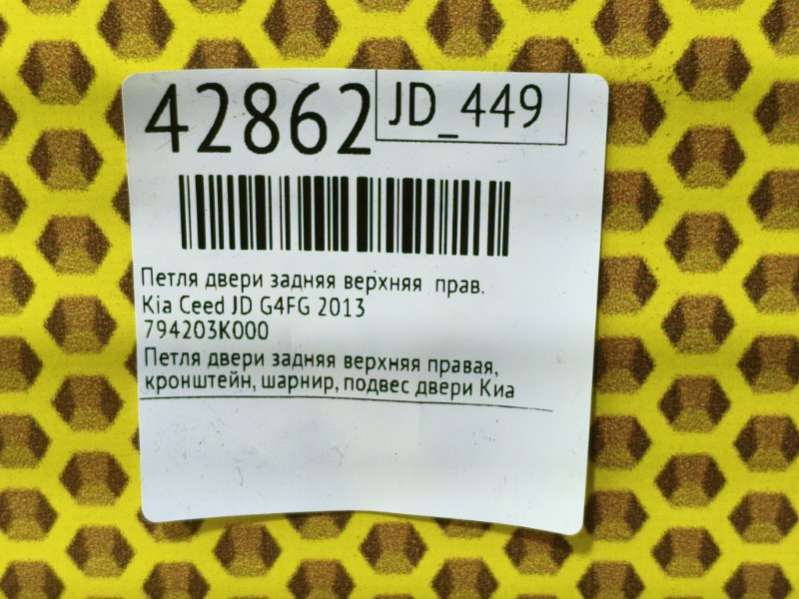 42862
JD_449
Петля двери задняя верхняя прав.
Kia Ceed JD G4FG 2013
794203K000
Петля двери задняя верхняя правая,
кронштейн, шарнир, подвес двери Киа